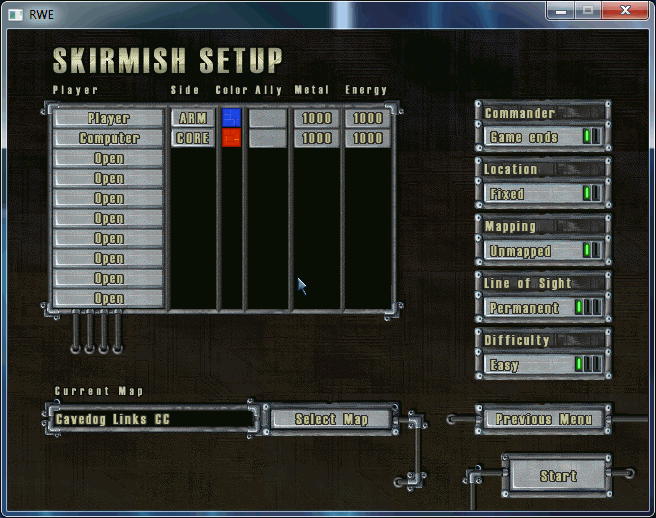 RWE
SKIRMISH SETUP
Player Side Color Ally Metal Energy
Player ARM 1000 1000
Computer CORE 1000 1000
Open
Open
Open
Open
Open
Open
Open
Open
Commander
Game ends
Location
Fixed
Mapping
Unmapped
Line of Sight
Permanent
Difficulty
Easy
Current Map
Cavedog Links CC
Select Map
Previous Menu
Start